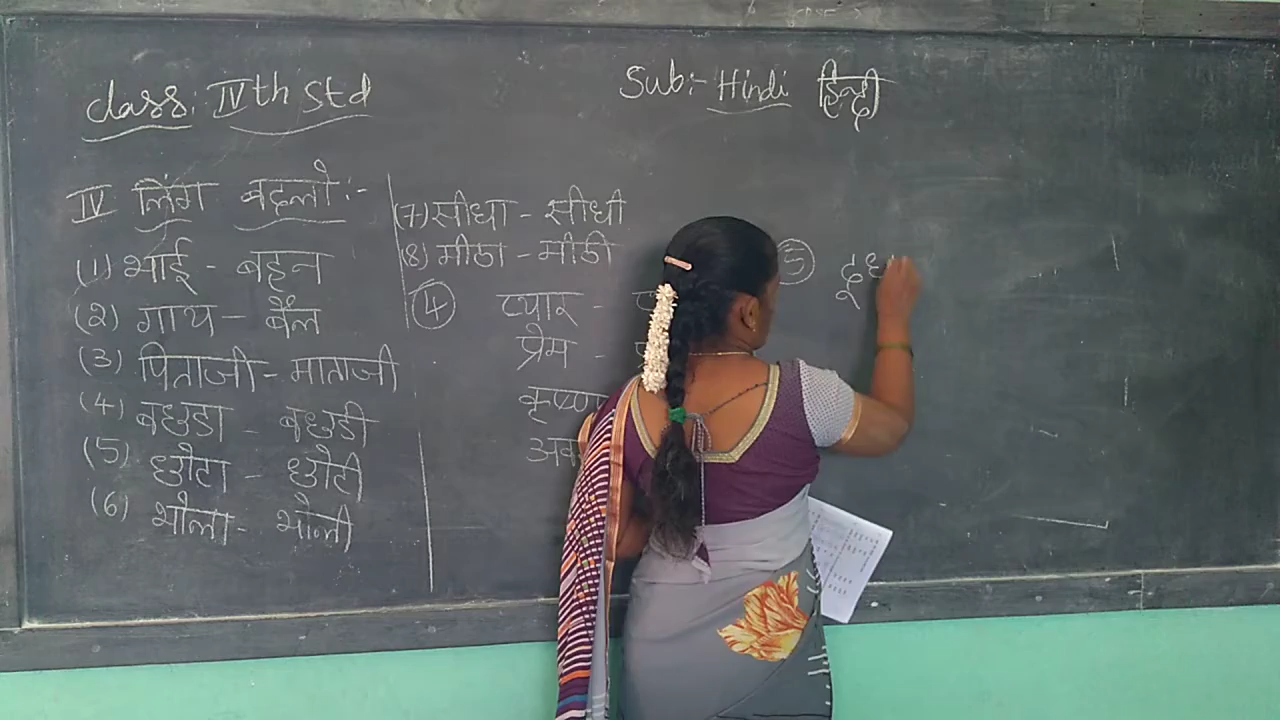 Class: IVth Std
Sub:- Hindi हिन्दी
IV लिंग बदलो :-
(1) भाई - बहन
(2) गाय - बैल
(3) पिताजी - माताजी
(4) बछडा - बछडी
(5) छोटा - छोटी
(6) भोला - भोली
(7) सीधा - सीधी
(8) मीठा - मीठी
4
प्यार -
प्रेम -
कृष्ण
5
दूध